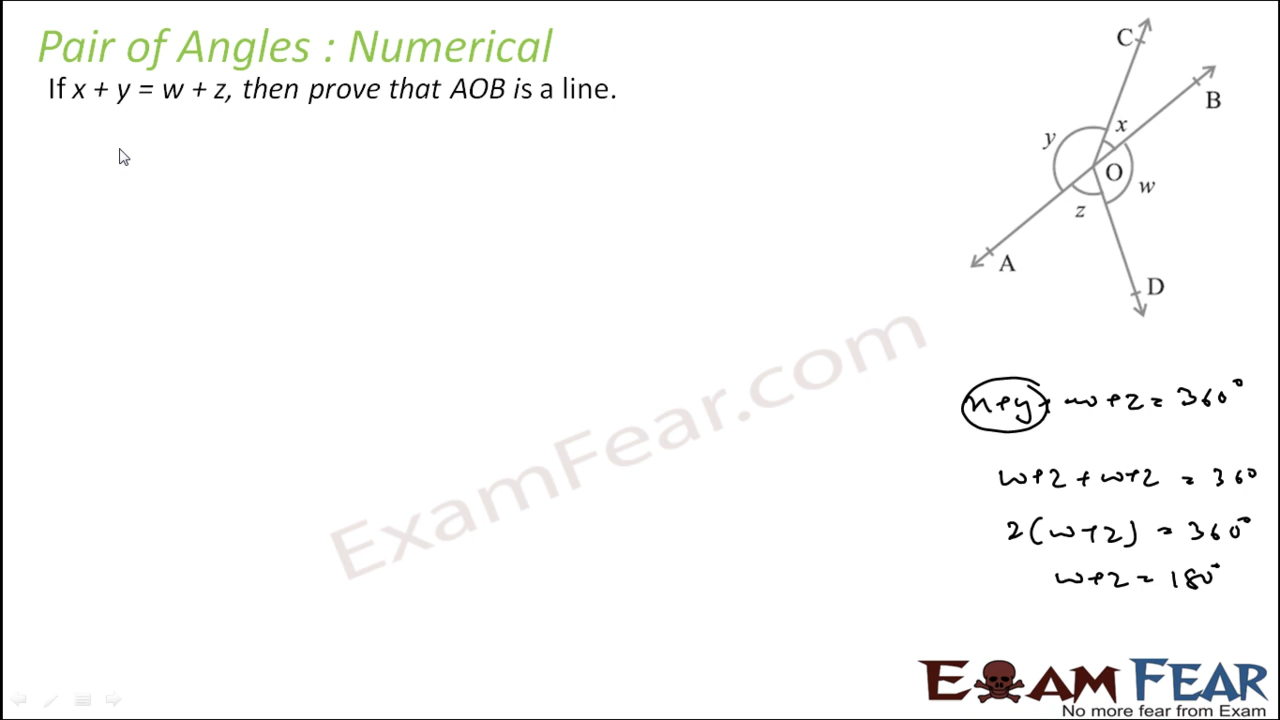 Pair of Angles : Numerical
If x + y = w + z, then prove that AOB is a line.
C
B
x
y
O
w
z
A
D
x+y+ w+z = 360°
w+z + w+z = 360
2(w+z) = 360°
w+z = 180°
ExamFear.com
EXAM FEAR
No more fear from Exam